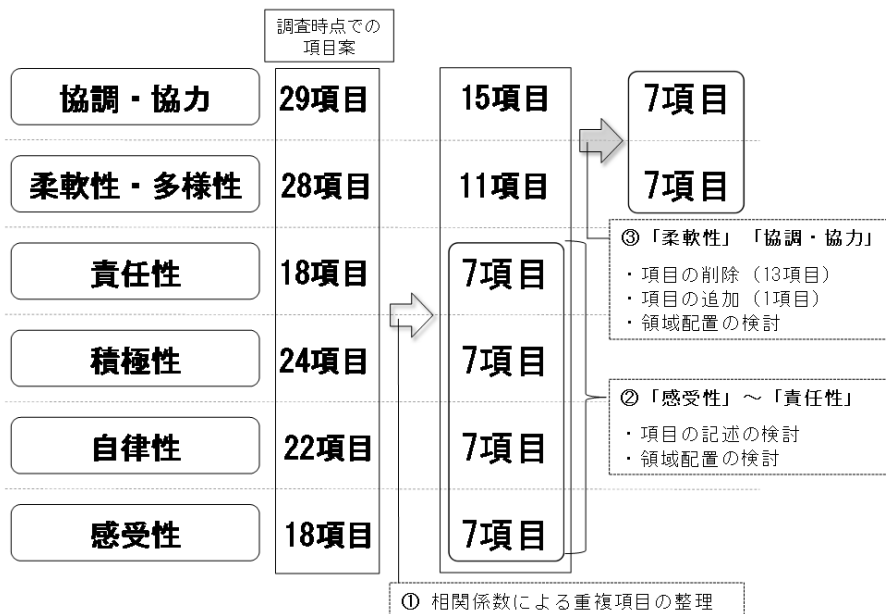 調査時点での
項目案
協調・協力 29項目 15項目 7項目
柔軟性・多様性 28項目 11項目 7項目
③「柔軟性」「協調・協力」
・項目の削除（13項目）
・項目の追加（1項目）
・領域配置の検討
責任性 18項目 7項目
積極性 24項目 7項目
②「感受性」～「責任性」
・項目の記述の検討
・領域配置の検討
自律性 22項目 7項目
感受性 18項目 7項目
① 相関係数による重複項目の整理